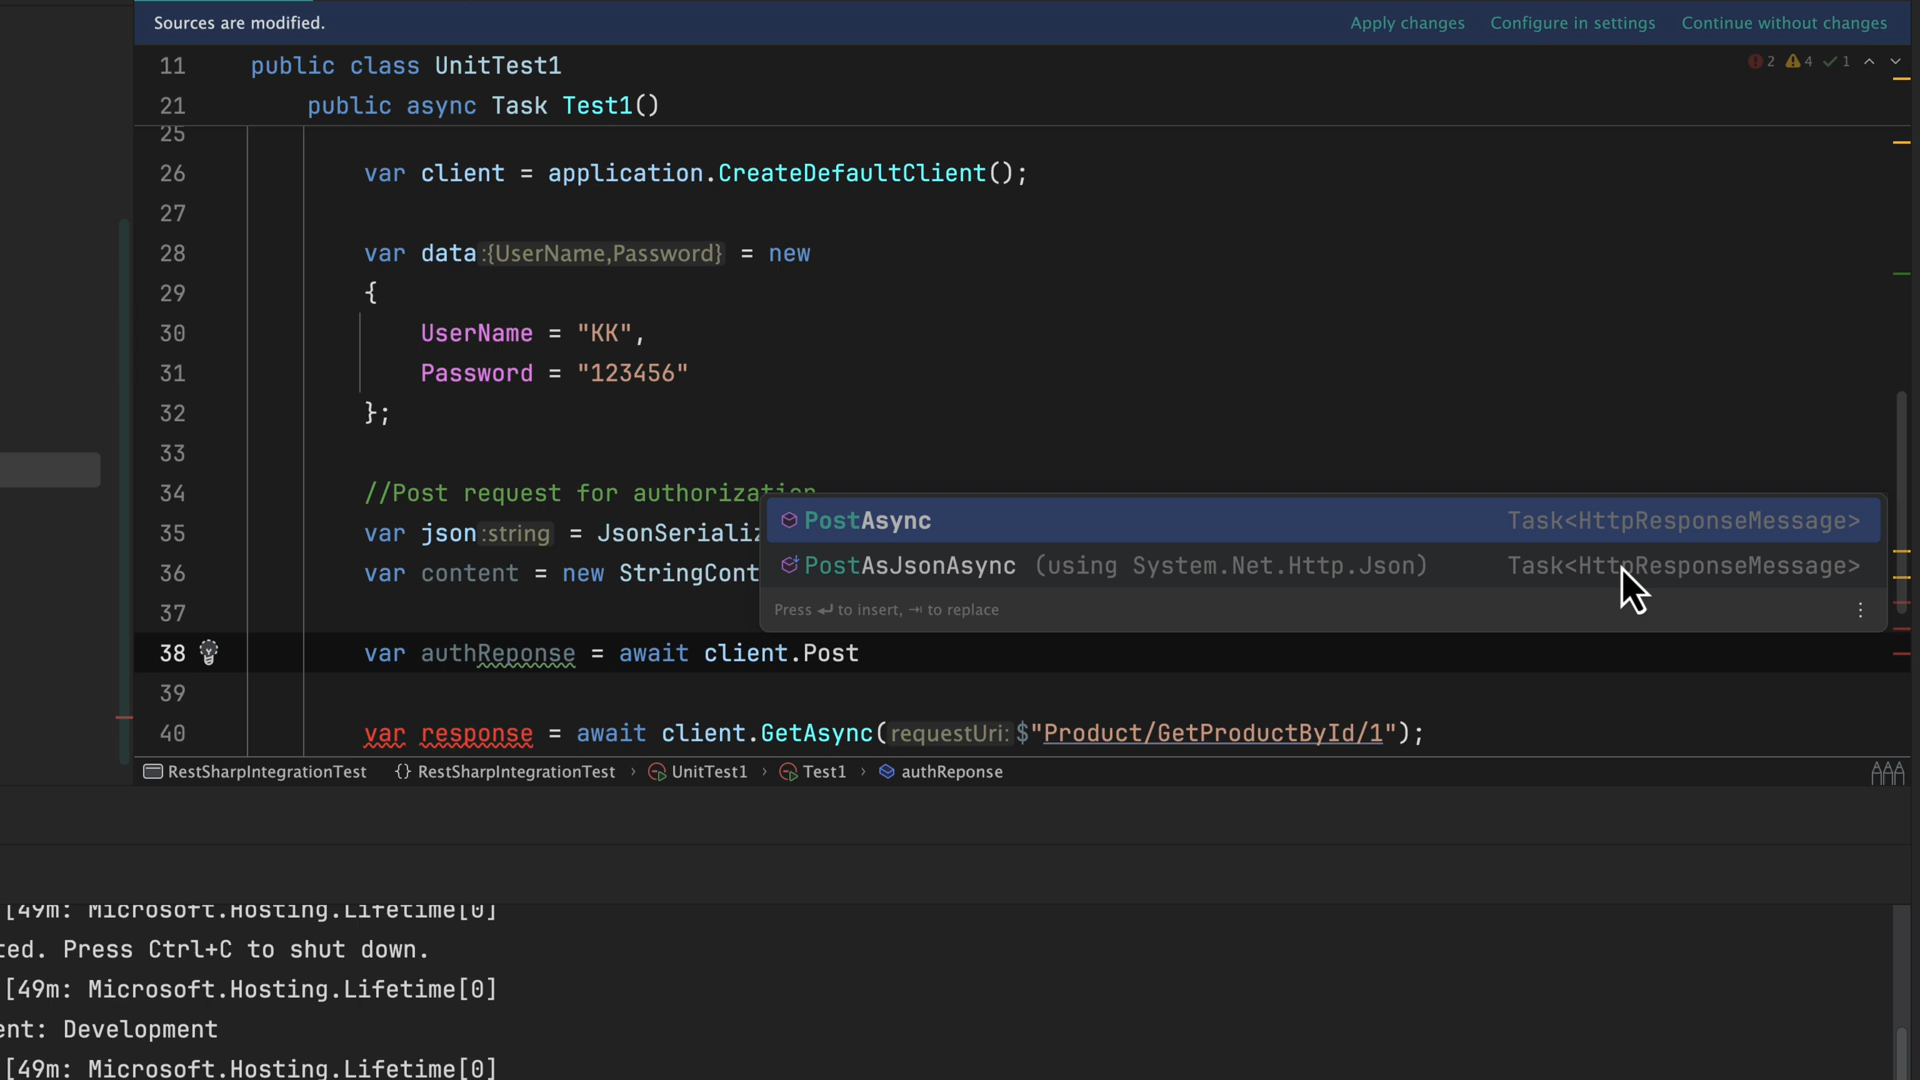 Sources are modified. Apply changes Configure in settings Continue without changes
11 public class UnitTest1 2 4 1
21 public async Task Test1()
25
26 var client = application.CreateDefaultClient();
27
28 var data:{UserName,Password} = new
29 {
30 UserName = "KK",
31 Password = "123456"
32 };
33
34 //Post request for authorization
PostAsync Task<HttpResponseMessage>
35 var json:string = JsonSerializ
PostAsJsonAsync (using System.Net.Http.Json) Task<HttpResponseMessage>
36 var content = new StringCont
Press ↵ to insert, ⇥ to replace
37
38 var authReponse = await client.Post
39
40 var response = await client.GetAsync(requestUri:$"Product/GetProductById/1");
RestSharpIntegrationTest {} RestSharpIntegrationTest › UnitTest1 › Test1 › authReponse
[49m: Microsoft.Hosting.Lifetime[0]
ted. Press Ctrl+C to shut down.
[49m: Microsoft.Hosting.Lifetime[0]
ent: Development
[49m: Microsoft.Hosting.Lifetime[0]